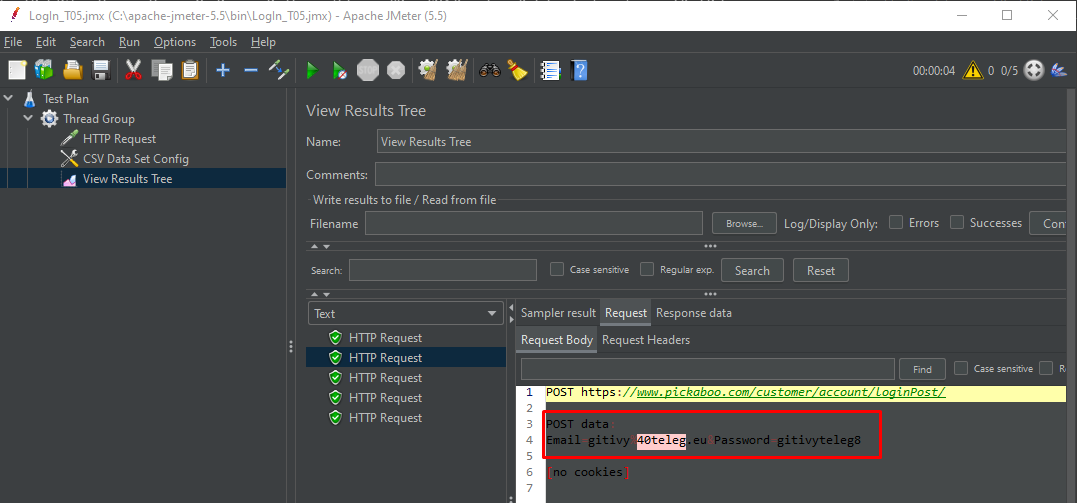 LogIn_T05.jmx (C:\apache-jmeter-5.5\bin\LogIn_T05.jmx) - Apache JMeter (5.5)
File Edit Search Run Options Tools Help
STOP
00:00:04 0 0/5
Test Plan
Thread Group
HTTP Request
CSV Data Set Config
View Results Tree
View Results Tree
Name: View Results Tree
Comments:
Write results to file / Read from file
Filename Browse... Log/Display Only: Errors Successes Con
Search: Case sensitive Regular exp. Search Reset
Text
HTTP Request
HTTP Request
HTTP Request
HTTP Request
HTTP Request
Sampler result Request Response data
Request Body Request Headers
Find Case sensitive R
1 POST https://www.pickaboo.com/customer/account/loginPost/
2
3 POST data
4 Email gitivy 40teleg.eu Password gitivyteleg8
5
6 [no cookies]
7